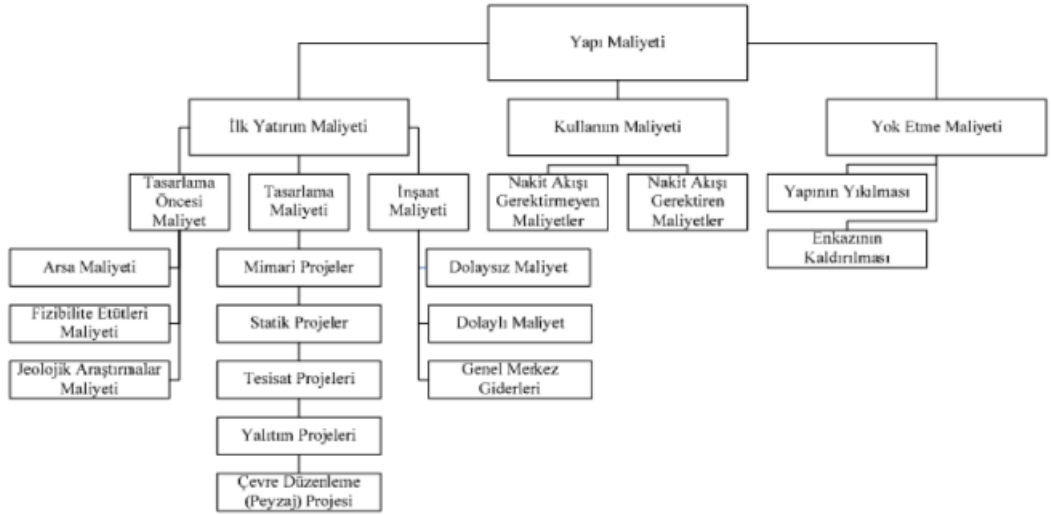 Yapı Maliyeti
İlk Yatırım Maliyeti
Kullanım Maliyeti
Yok Etme Maliyeti
Tasarlama
Öncesi
Maliyet
Tasarlama
Maliyeti
İnşaat
Maliyeti
Nakit Akışı
Gerektirmeyen
Maliyetler
Nakit Akışı
Gerektiren
Maliyetler
Yapının Yıkılması
Enkazının
Kaldırılması
Arsa Maliyeti
Fizibilite Etütleri
Maliyeti
Jeolojik Araştırmalar
Maliyeti
Mimari Projeler
Statik Projeler
Tesisat Projeleri
Yalıtım Projeleri
Çevre Düzenleme
(Peyzaj) Projesi
Dolaysız Maliyet
Dolaylı Maliyet
Genel Merkez
Giderleri